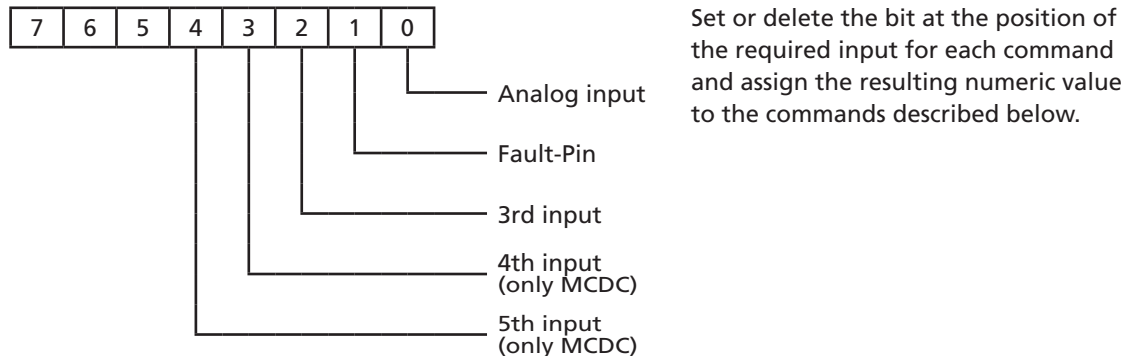 7 6 5 4 3 2 1 0
Analog input
Fault-Pin
3rd input
4th input
(only MCDC)
5th input
(only MCDC)
Set or delete the bit at the position of
the required input for each command
and assign the resulting numeric value
to the commands described below.